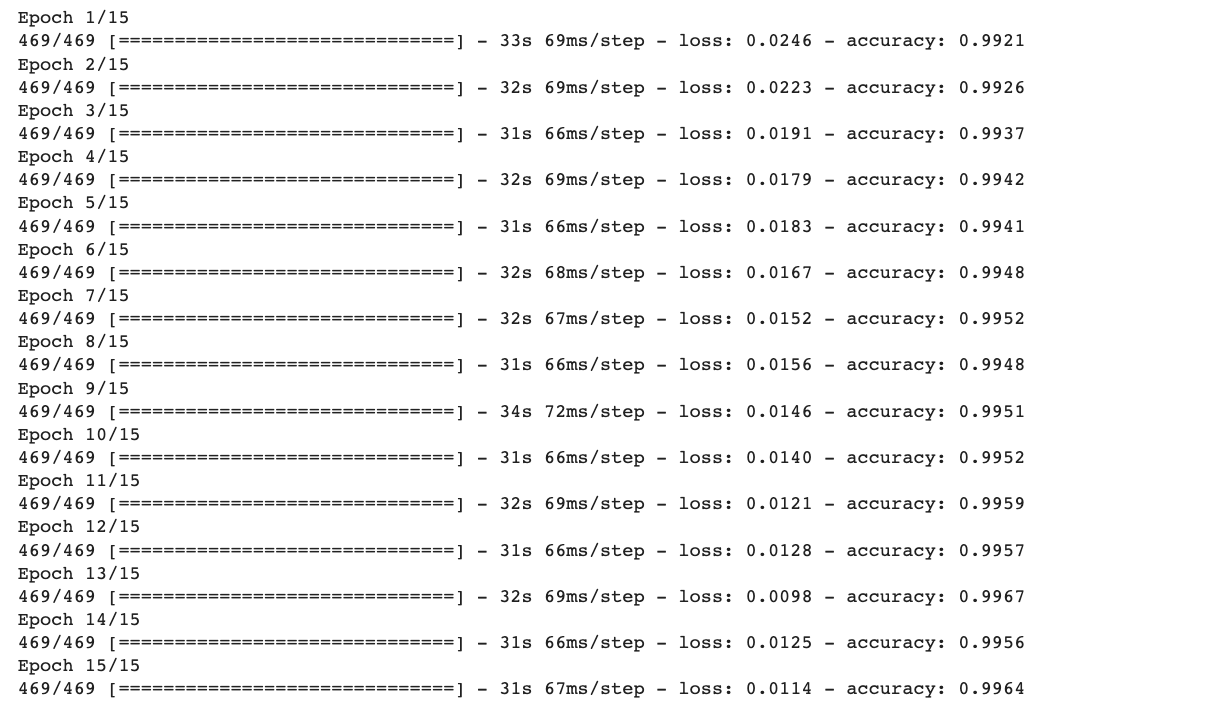 Epoch 1/15
469/469 [==============================] - 33s 69ms/step - loss: 0.0246 - accuracy: 0.9921
Epoch 2/15
469/469 [==============================] - 32s 69ms/step - loss: 0.0223 - accuracy: 0.9926
Epoch 3/15
469/469 [==============================] - 31s 66ms/step - loss: 0.0191 - accuracy: 0.9937
Epoch 4/15
469/469 [==============================] - 32s 69ms/step - loss: 0.0179 - accuracy: 0.9942
Epoch 5/15
469/469 [==============================] - 31s 66ms/step - loss: 0.0183 - accuracy: 0.9941
Epoch 6/15
469/469 [==============================] - 32s 68ms/step - loss: 0.0167 - accuracy: 0.9948
Epoch 7/15
469/469 [==============================] - 32s 67ms/step - loss: 0.0152 - accuracy: 0.9952
Epoch 8/15
469/469 [==============================] - 31s 66ms/step - loss: 0.0156 - accuracy: 0.9948
Epoch 9/15
469/469 [==============================] - 34s 72ms/step - loss: 0.0146 - accuracy: 0.9951
Epoch 10/15
469/469 [==============================] - 31s 66ms/step - loss: 0.0140 - accuracy: 0.9952
Epoch 11/15
469/469 [==============================] - 32s 69ms/step - loss: 0.0121 - accuracy: 0.9959
Epoch 12/15
469/469 [==============================] - 31s 66ms/step - loss: 0.0128 - accuracy: 0.9957
Epoch 13/15
469/469 [==============================] - 32s 69ms/step - loss: 0.0098 - accuracy: 0.9967
Epoch 14/15
469/469 [==============================] - 31s 66ms/step - loss: 0.0125 - accuracy: 0.9956
Epoch 15/15
469/469 [==============================] - 31s 67ms/step - loss: 0.0114 - accuracy: 0.9964